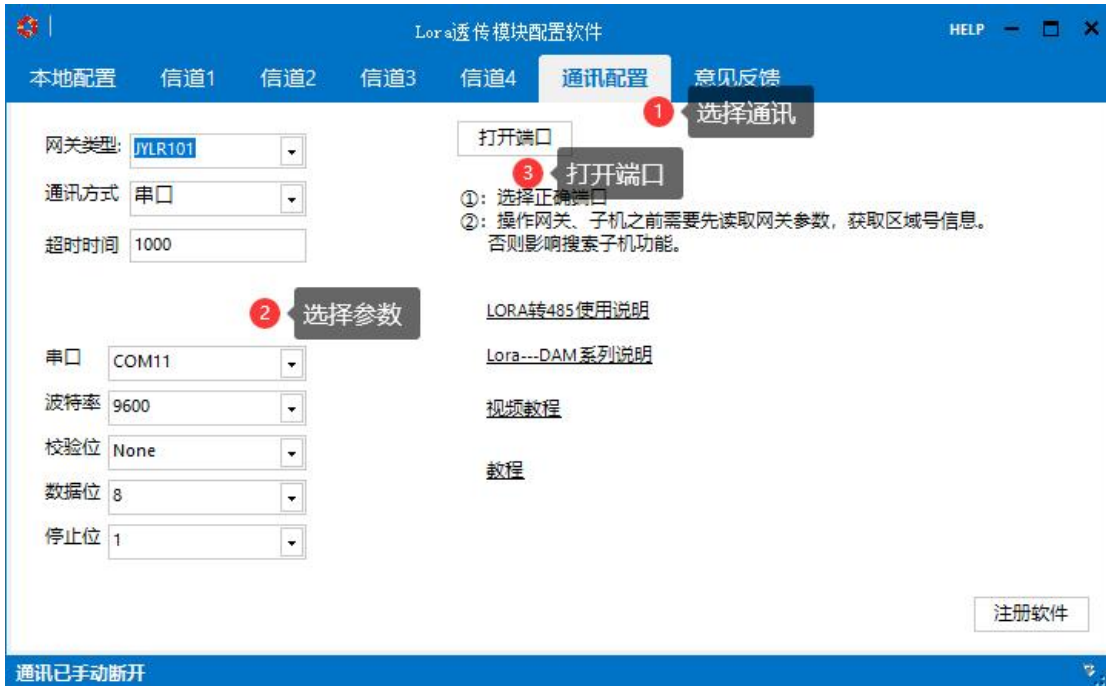 Lora透传模块配置软件 HELP
本地配置 信道1 信道2 信道3 信道4 通讯配置 意见反馈
1 选择通讯
网关类型: JYLR101 打开端口
3 打开端口
通讯方式 串口
①：选择正确端口
②：操作网关、子机之前需要先读取网关参数，获取区域号信息。
超时时间 1000
否则影响搜索子机功能。
2 选择参数
LORA转485使用说明
串口 COM11
Lora---DAM系列说明
波特率 9600
视频教程
校验位 None
教程
数据位 8
停止位 1
注册软件
通讯已手动断开